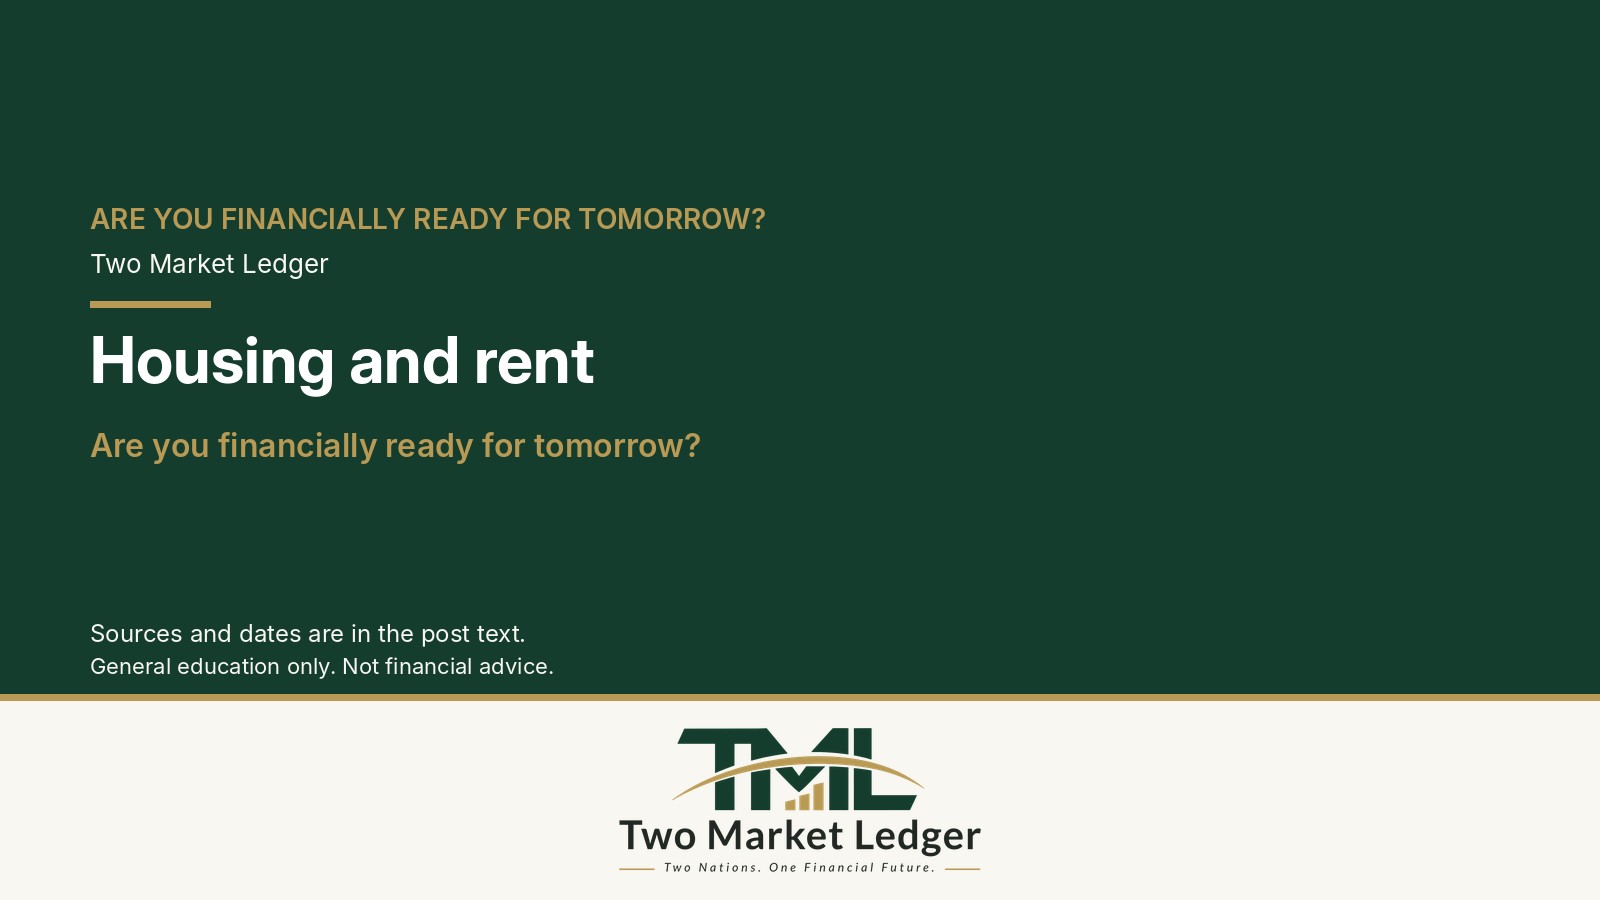 ARE YOU FINANCIALLY READY FOR TOMORROW?
Two Market Ledger
Housing and rent
Are you financially ready for tomorrow?
Sources and dates are in the post text.
General education only. Not financial advice.
TML
Two Market Ledger
Two Nations. One Financial Future.